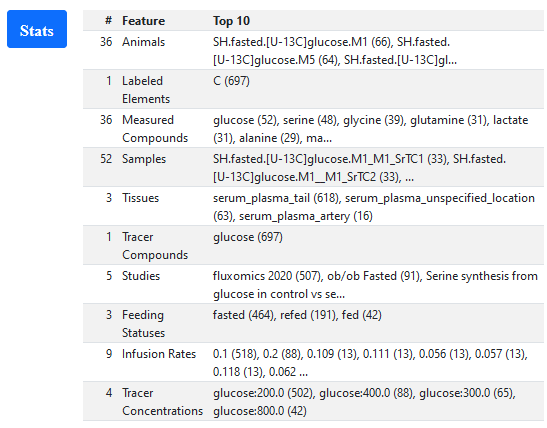 Stats
# Feature Top 10
36 Animals SH.fasted.[U-13C]glucose.M1 (66), SH.fasted.
[U-13C]glucose.M5 (64), SH.fasted.[U-13C]gl...
1 Labeled C (697)
Elements
36 Measured glucose (52), serine (48), glycine (39), glutamine (31), lactate
Compounds (31), alanine (29), ma...
52 Samples SH.fasted.[U-13C]glucose.M1_M1_SrTC1 (33), SH.fasted.
[U-13C]glucose.M1__M1_SrTC2 (33), ...
3 Tissues serum_plasma_tail (618), serum_plasma_unspecified_location
(63), serum_plasma_artery (16)
1 Tracer glucose (697)
Compounds
5 Studies fluxomics 2020 (507), ob/ob Fasted (91), Serine synthesis from
glucose in control vs se...
3 Feeding fasted (464), refed (191), fed (42)
Statuses
9 Infusion Rates 0.1 (518), 0.2 (88), 0.109 (13), 0.111 (13), 0.056 (13), 0.057 (13),
0.118 (13), 0.062 ...
4 Tracer glucose:200.0 (502), glucose:400.0 (88), glucose:300.0 (65),
Concentrations glucose:800.0 (42)